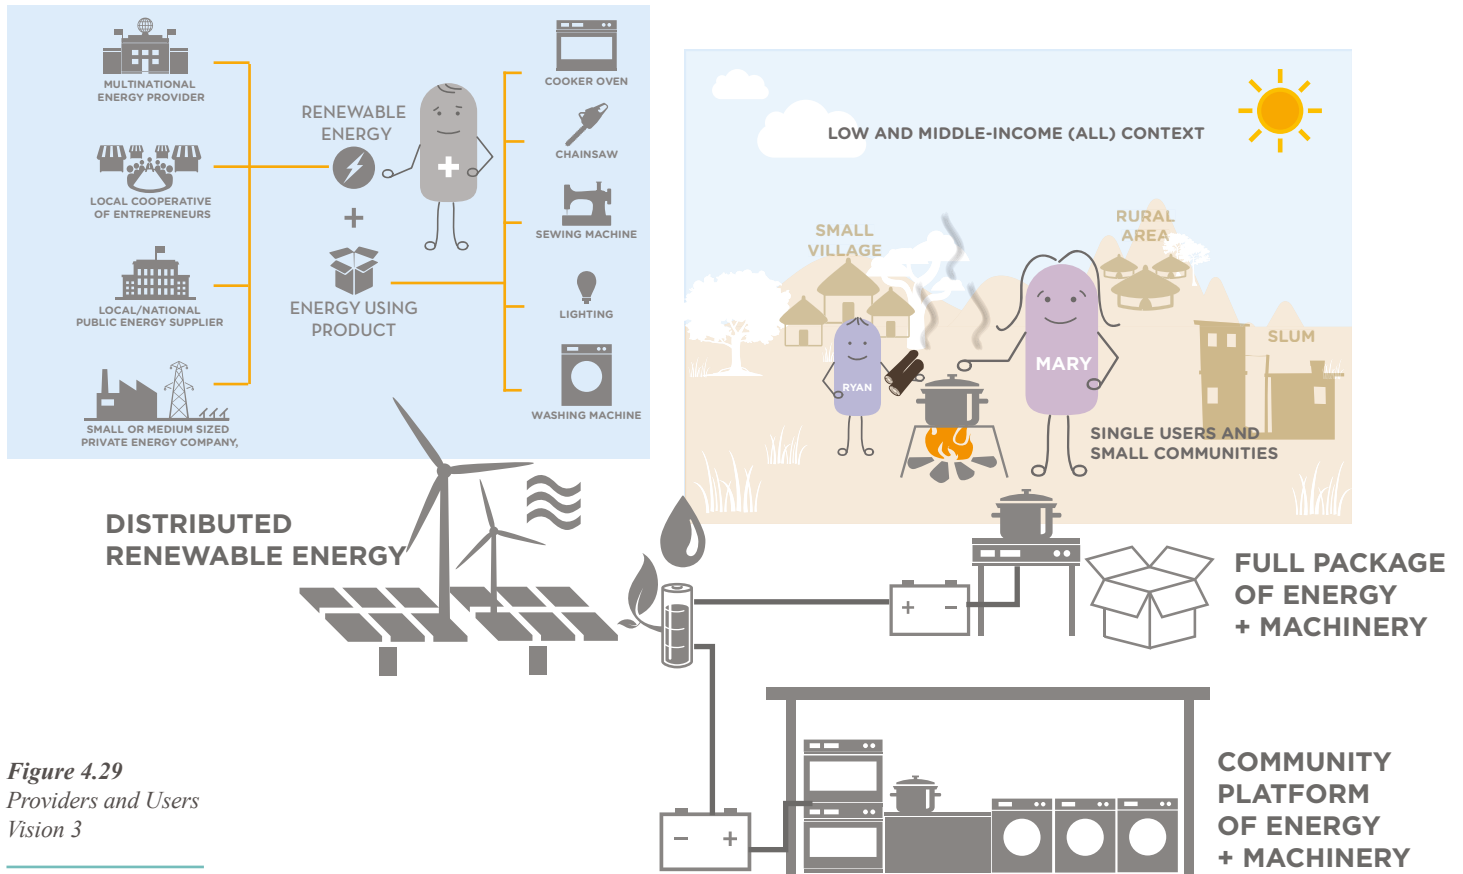 MULTINATIONAL
ENERGY PROVIDER
LOCAL COOPERATIVE
OF ENTREPRENEURS
LOCAL/NATIONAL
PUBLIC ENERGY SUPPLIER
SMALL OR MEDIUM SIZED
PRIVATE ENERGY COMPANY,
RENEWABLE
ENERGY
+
+
ENERGY USING
PRODUCT
COOKER OVEN
CHAINSAW
SEWING MACHINE
LIGHTING
WASHING MACHINE
LOW AND MIDDLE-INCOME (ALL) CONTEXT
SMALL
VILLAGE
RURAL
AREA
SLUM
RYAN
MARY
SINGLE USERS AND
SMALL COMMUNITIES
DISTRIBUTED
RENEWABLE ENERGY
+ −
FULL PACKAGE
OF ENERGY
+ MACHINERY
− +
COMMUNITY
PLATFORM
OF ENERGY
+ MACHINERY
Figure 4.29
Providers and Users
Vision 3